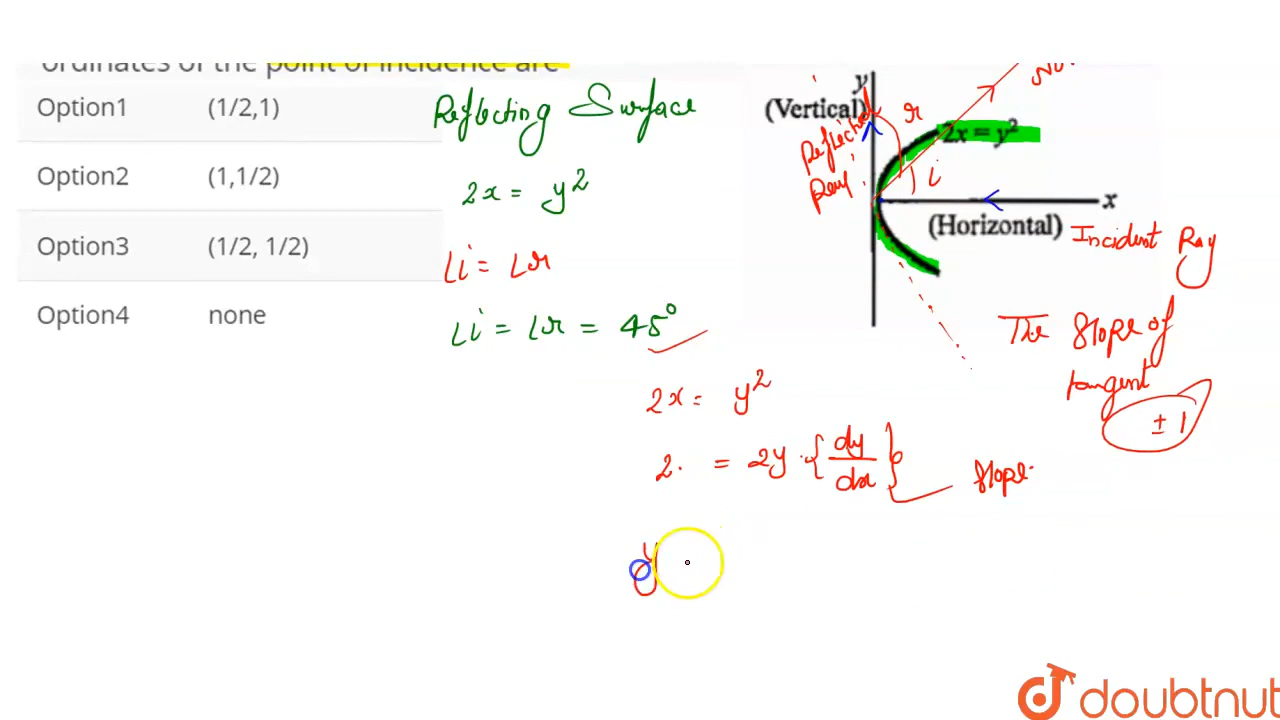 ordinates of the point of incidence are
Option1 (1/2,1)
Option2 (1,1/2)
Option3 (1/2, 1/2)
Option4 none
Reflecting Surface
2x = y²
∠i = ∠r
∠i = ∠r = 45°
2x = y²
2. = 2y.{dy/dx}
Slope.
y
y
(Vertical)
Reflected
Ray
r
i
2x = y²
x
(Horizontal)
Incident Ray
The Slope of
tangent
± 1
doubtnut